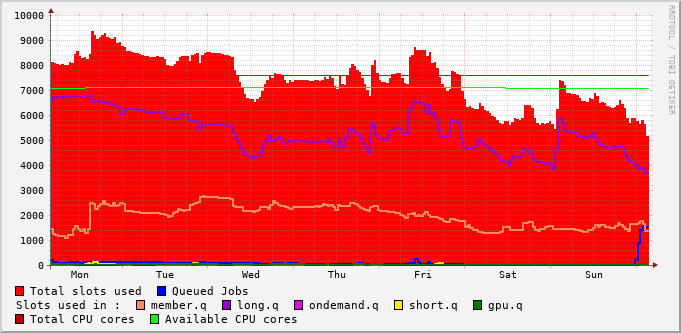 10000
9000
8000
7000
6000
5000
4000
3000
2000
1000
0
Mon Tue Wed Thu Fri Sat Sun
RRDTOOL / TOBI OETIKER
Total slots used Queued Jobs
Slots used in : member.q long.q ondemand.q short.q gpu.q
Total CPU cores Available CPU cores